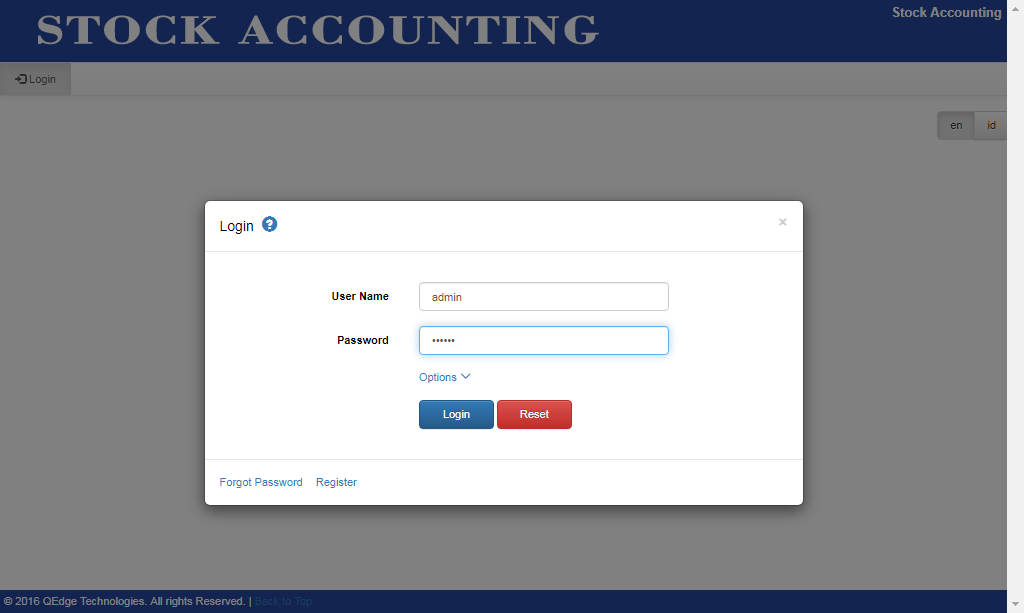 STOCK ACCOUNTING
Stock Accounting
Login
en id
Login ? ×
User Name admin
Password ••••••
Options
Login Reset
Forgot Password Register
© 2016 QEdge Technologies. All rights Reserved. | Back to Top